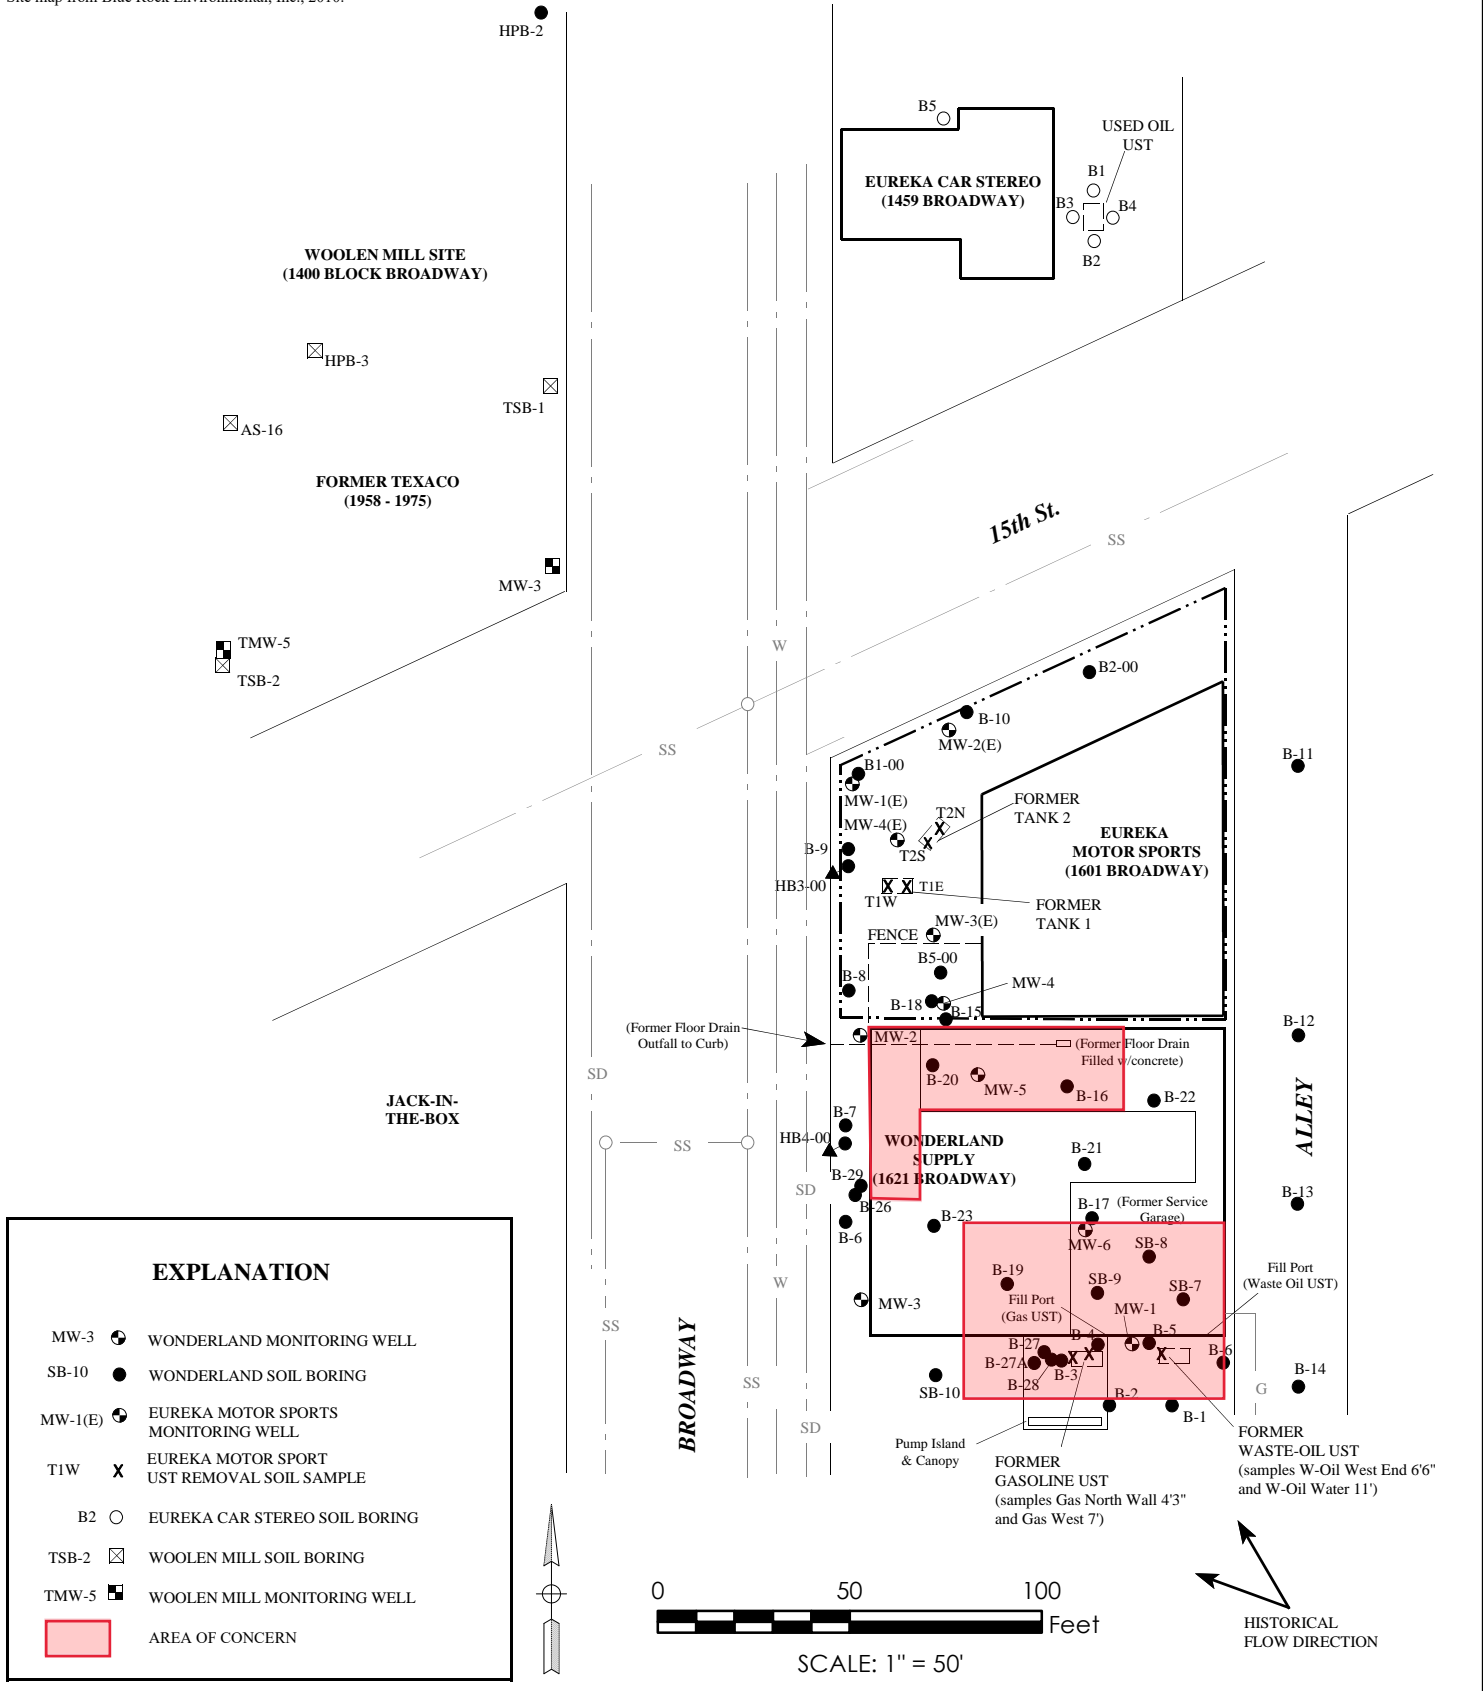 Site map from Blue Rock Environmental, Inc., 2010.
HPB-2
B5
USED OIL
UST
EUREKA CAR STEREO
(1459 BROADWAY)
B1
B3
B4
B2
WOOLEN MILL SITE
(1400 BLOCK BROADWAY)
HPB-3
TSB-1
AS-16
FORMER TEXACO
(1958 - 1975)
15th St.
SS
MW-3
TMW-5
TSB-2
W
SS
B2-00
B-10
MW-2(E)
B-11
B1-00
MW-1(E)
FORMER
TANK 2
T2N
MW-4(E)
T2S
B-9
EUREKA
MOTOR SPORTS
(1601 BROADWAY)
HB3-00
T1E
T1W
FORMER
TANK 1
MW-3(E)
FENCE
B5-00
B-8
MW-4
B-18
B-15
B-12
(Former Floor Drain
Outfall to Curb)
MW-2
(Former Floor Drain
Filled w/concrete)
SD
B-20
MW-5
B-16
B-22
JACK-IN-
THE-BOX
ALLEY
B-7
HB4-00
SS
WONDERLAND
SUPPLY
(1621 BROADWAY)
B-21
B-29
SD
B-26
B-13
B-17
(Former Service
Garage)
B-23
B-6
MW-6
SB-8
B-19
SB-9
SB-7
Fill Port
(Waste Oil UST)
W
Fill Port
(Gas UST)
MW-1
MW-3
SS
BROADWAY
B-4
B-5
B-27
B-27A
B-3
B-28
B-6
SB-10
SS
B-2
B-1
G
B-14
SD
Pump Island
& Canopy
FORMER
GASOLINE UST
(samples Gas North Wall 4'3"
and Gas West 7')
FORMER
WASTE-OIL UST
(samples W-Oil West End 6'6"
and W-Oil Water 11')
EXPLANATION
MW-3 WONDERLAND MONITORING WELL
SB-10 WONDERLAND SOIL BORING
MW-1(E) EUREKA MOTOR SPORTS
MONITORING WELL
T1W X EUREKA MOTOR SPORT
UST REMOVAL SOIL SAMPLE
B2 EUREKA CAR STEREO SOIL BORING
TSB-2 WOOLEN MILL SOIL BORING
TMW-5 WOOLEN MILL MONITORING WELL
AREA OF CONCERN
0 50 100
Feet
SCALE: 1" = 50'
HISTORICAL
FLOW DIRECTION